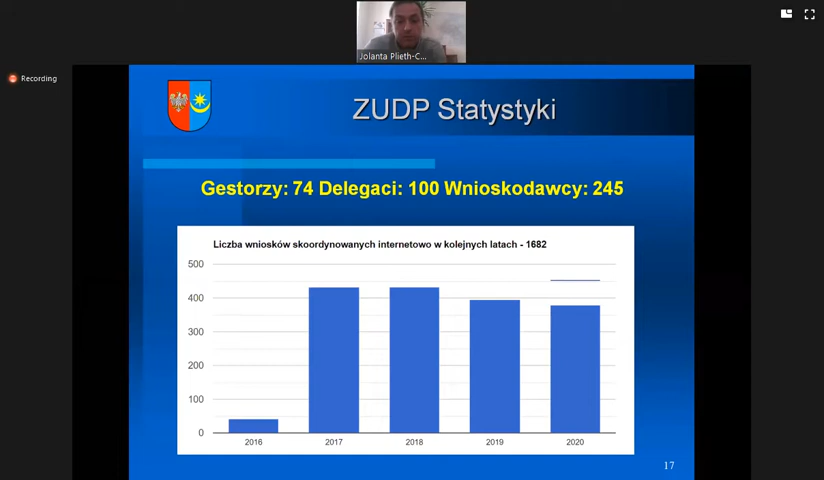 Jolanta Plieth-C...
Recording
ZUDP Statystyki
Gestorzy: 74 Delegaci: 100 Wnioskodawcy: 245
Liczba wniosków skoordynowanych internetowo w kolejnych latach - 1682
500
400
300
200
100
0
2016 2017 2018 2019 2020
17